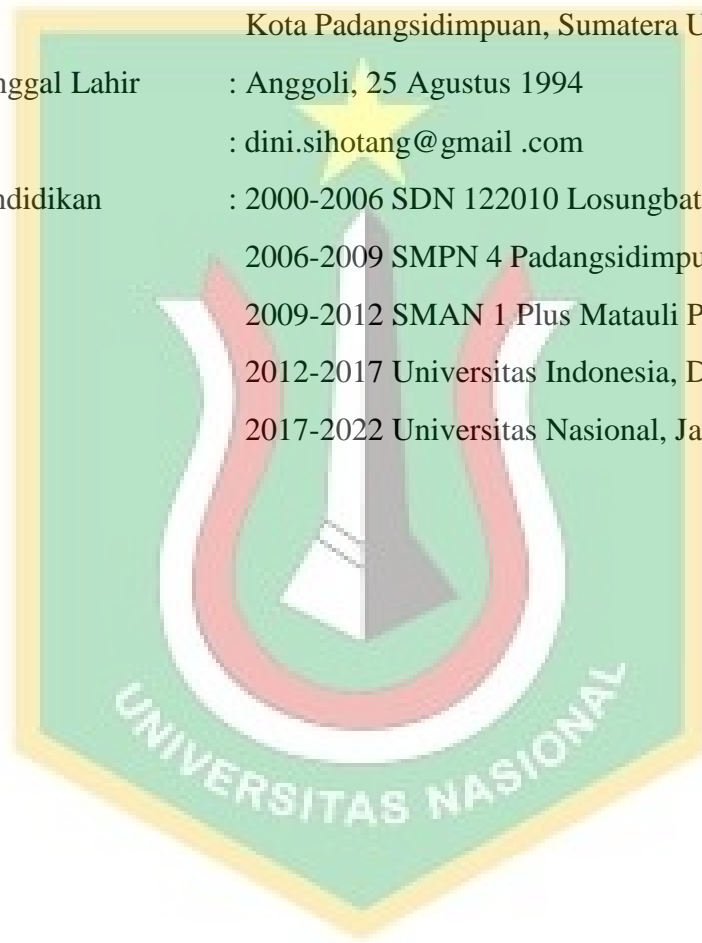 Kota Padangsidimpuan, Sumatera U
nggal Lahir : Anggoli, 25 Agustus 1994
: dini.sihotang@gmail .com
ndidikan : 2000-2006 SDN 122010 Losungbat
2006-2009 SMPN 4 Padangsidimpu
2009-2012 SMAN 1 Plus Matauli P
2012-2017 Universitas Indonesia, D
2017-2022 Universitas Nasional, Ja
UNIVERSITAS NASIONAL